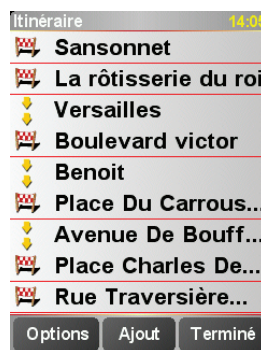 Itinéraire 14:05
Sansonnet
La rôtisserie du roi
Versailles
Boulevard victor
Benoit
Place Du Carrous...
Avenue De Bouff...
Place Charles De...
Rue Traversière...
Options Ajout Terminé